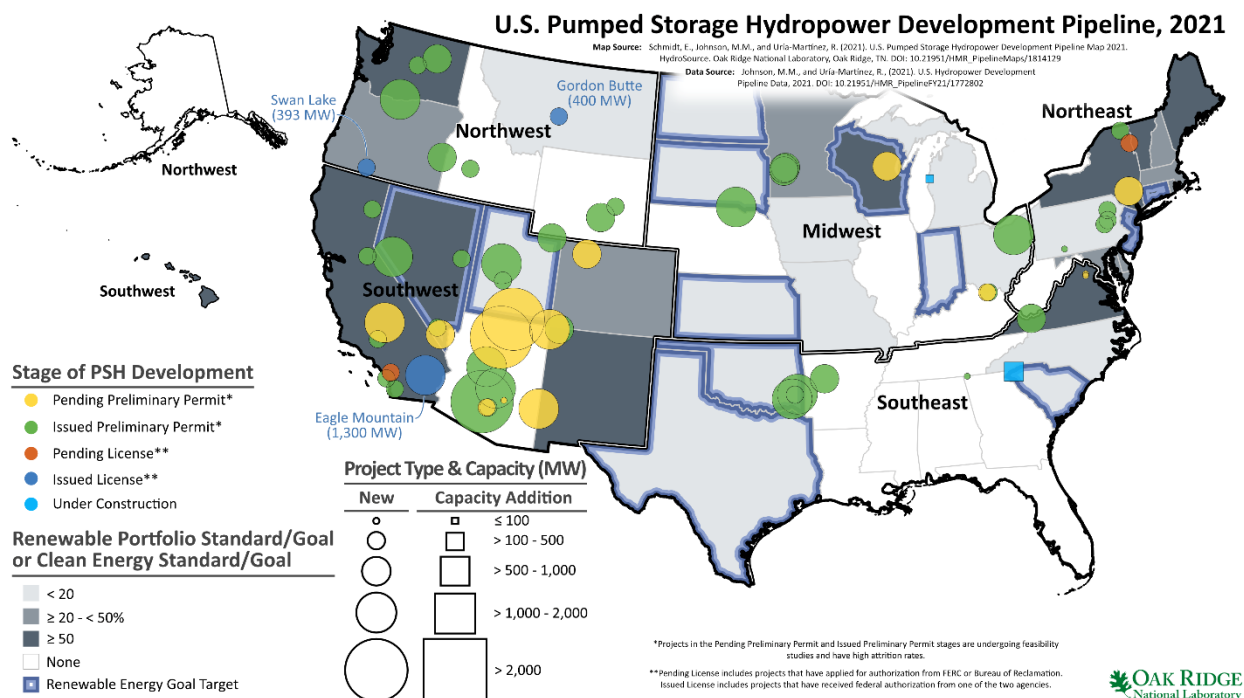 U.S. Pumped Storage Hydropower Development Pipeline, 2021
Map Source: Schmidt, E., Johnson, M.M., and Uría-Martínez, R. (2021). U.S. Pumped Storage Hydropower Development Pipeline Map 2021.
HydroSource. Oak Ridge National Laboratory, Oak Ridge, TN. DOI: 10.21951/HMR_PipelineMaps/1814129
Data Source: Johnson, M.M., and Uría-Martínez, R., (2021). U.S. Hydropower Development
Pipeline Data, 2021. DOI: 10.21951/HMR_PipelineFY21/1772802
Gordon Butte
(400 MW)
Swan Lake
(393 MW)
Northeast
Northwest
Northwest
Midwest
Southwest
Southwest
Southeast
Eagle Mountain
(1,300 MW)
Stage of PSH Development
Pending Preliminary Permit*
Issued Preliminary Permit*
Pending License**
Issued License**
Under Construction
Renewable Portfolio Standard/Goal
or Clean Energy Standard/Goal
< 20
≥ 20 - < 50%
≥ 50
None
Renewable Energy Goal Target
Project Type & Capacity (MW)
New Capacity Addition
≤ 100
> 100 - 500
> 500 - 1,000
> 1,000 - 2,000
> 2,000
*Projects in the Pending Preliminary Permit and Issued Preliminary Permit stages are undergoing feasibility
studies and have high attrition rates.
**Pending License includes projects that have applied for authorization from FERC or Bureau of Reclamation.
Issued License includes projects that have received federal authorization from one of the two agencies.
OAK RIDGE
National Laboratory